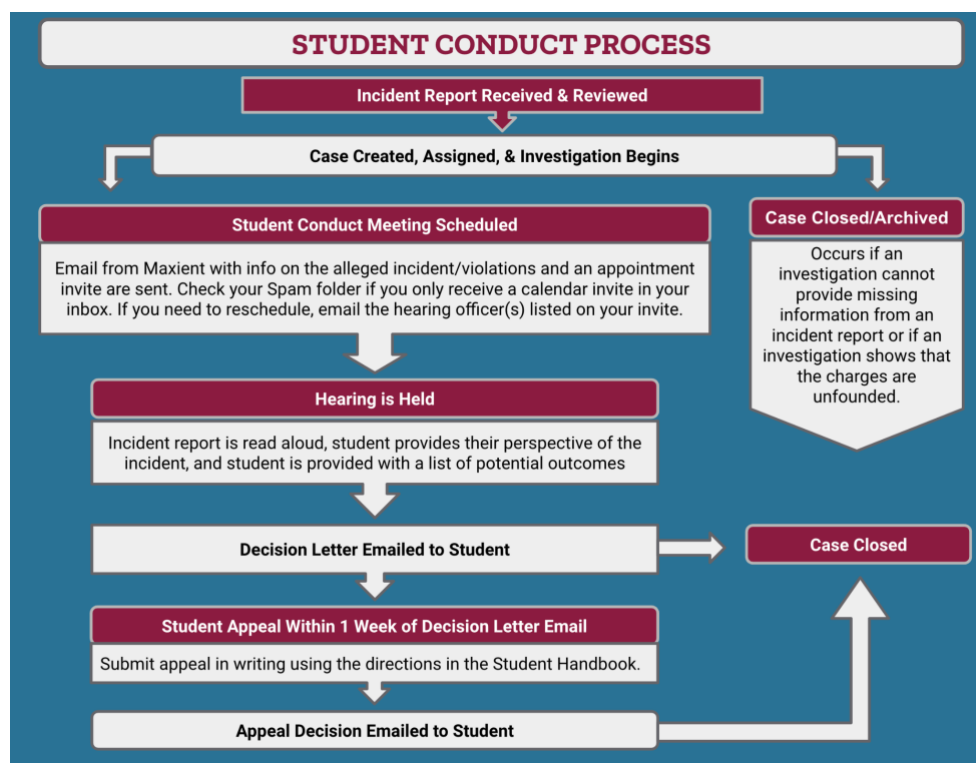 STUDENT CONDUCT PROCESS
Incident Report Received & Reviewed
Case Created, Assigned, & Investigation Begins
Student Conduct Meeting Scheduled
Email from Maxient with info on the alleged incident/violations and an appointment
invite are sent. Check your Spam folder if you only receive a calendar invite in your
inbox. If you need to reschedule, email the hearing officer(s) listed on your invite.
Case Closed/Archived
Occurs if an
investigation cannot
provide missing
information from an
incident report or if an
investigation shows that
the charges are
unfounded.
Hearing is Held
Incident report is read aloud, student provides their perspective of the
incident, and student is provided with a list of potential outcomes
Decision Letter Emailed to Student
Case Closed
Student Appeal Within 1 Week of Decision Letter Email
Submit appeal in writing using the directions in the Student Handbook.
Appeal Decision Emailed to Student